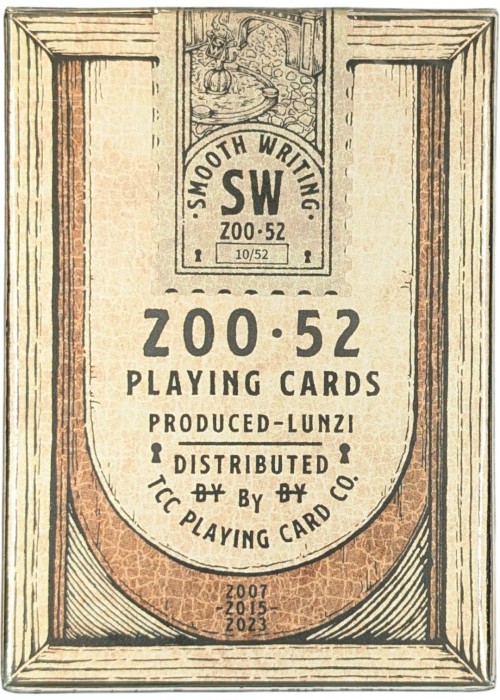 ·SMOOTH WRITING·
SW
ZOO·52
10/52
ZOO·52
PLAYING CARDS
PRODUCED-LUNZI
DISTRIBUTED
BY By BY
TCC PLAYING CARD CO.
2007
-2015-
2023